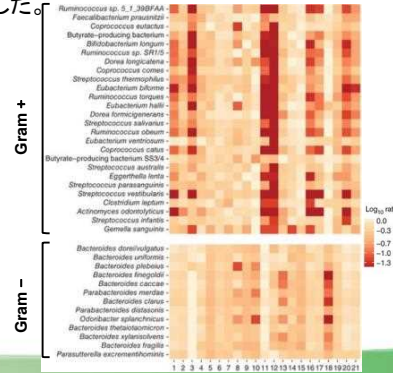 した。
Gram +
Ruminococcus sp. 5_1_39BFAA
Faecalibacterium prausnitzii
Coprococcus eutactus
Butyrate-producing bacterium
Bifidobacterium longum
Ruminococcus sp. SR1/5
Dorea longicatena
Coprococcus comes
Streptococcus thermophilus
Eubacterium biforme
Ruminococcus torques
Eubacterium hallii
Dorea formicigenerans
Streptococcus salivarius
Ruminococcus obeum
Eubacterium ventriosum
Coprococcus catus
Butyrate-producing bacterium SS3/4
Streptococcus australis
Eggerthella lenta
Streptococcus parasanguinis
Streptococcus vestibularis
Clostridium leptum
Actinomyces odontolyticus
Streptococcus infantis
Gemella sanguinis
Log10 rat
0.0
−0.3
−0.7
−1.0
−1.3
Gram −
Bacteroides dorei/vulgatus
Bacteroides uniformis
Bacteroides plebeius
Bacteroides finegoldii
Bacteroides caccae
Parabacteroides merdae
Bacteroides clarus
Parabacteroides distasonis
Odoribacter splanchnicus
Bacteroides thetaiotaomicron
Bacteroides xylanisolvens
Bacteroides fragilis
Parasutterella excrementihominis
1 2 3 4 5 6 7 8 9 10 11 12 13 14 15 16 17 18 19 20 21